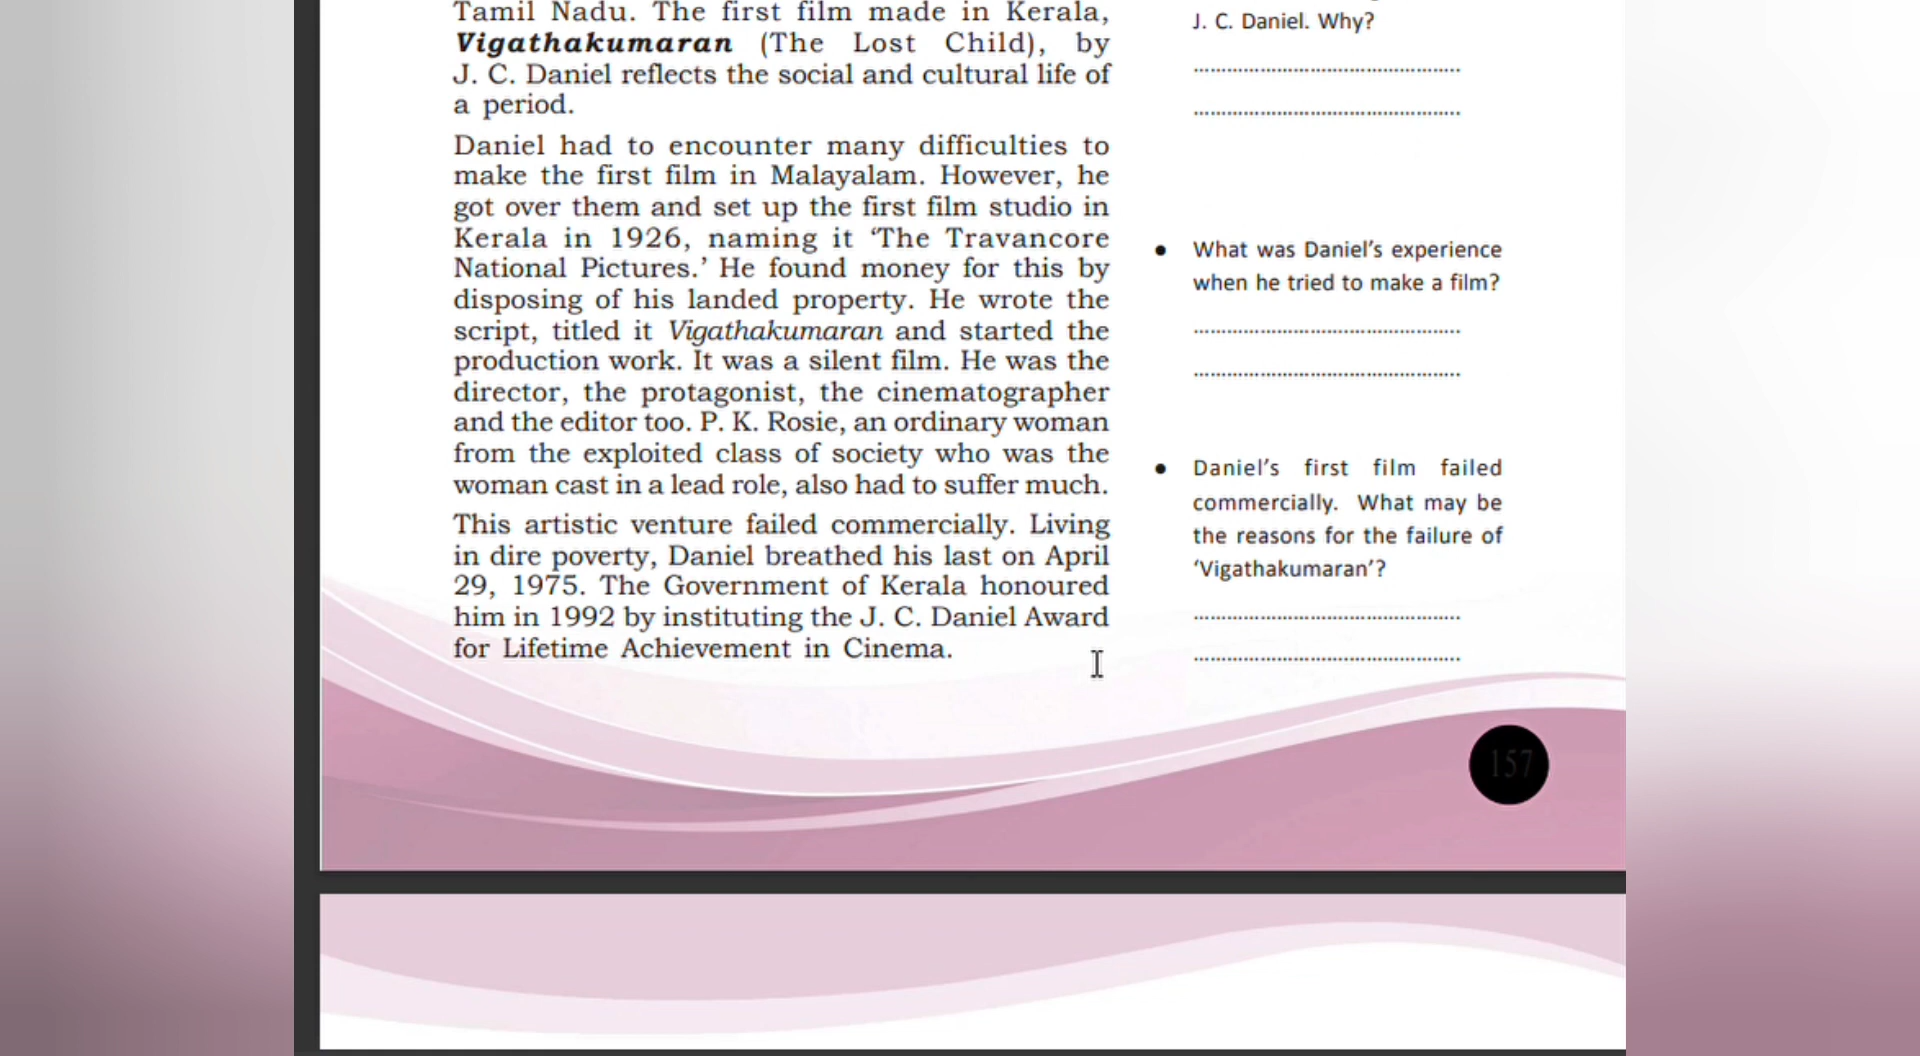 Tamil Nadu. The first film made in Kerala,
Vigathakumaran (The Lost Child), by
J. C. Daniel reflects the social and cultural life of
a period.
Daniel had to encounter many difficulties to
make the first film in Malayalam. However, he
got over them and set up the first film studio in
Kerala in 1926, naming it ‘The Travancore
National Pictures.’ He found money for this by
disposing of his landed property. He wrote the
script, titled it Vigathakumaran and started the
production work. It was a silent film. He was the
director, the protagonist, the cinematographer
and the editor too. P. K. Rosie, an ordinary woman
from the exploited class of society who was the
woman cast in a lead role, also had to suffer much.
This artistic venture failed commercially. Living
in dire poverty, Daniel breathed his last on April
29, 1975. The Government of Kerala honoured
him in 1992 by instituting the J. C. Daniel Award
for Lifetime Achievement in Cinema.
J. C. Daniel. Why?
................................................
................................................
● What was Daniel’s experience
when he tried to make a film?
................................................
................................................
● Daniel’s first film failed
commercially. What may be
the reasons for the failure of
‘Vigathakumaran’?
................................................
................................................
157